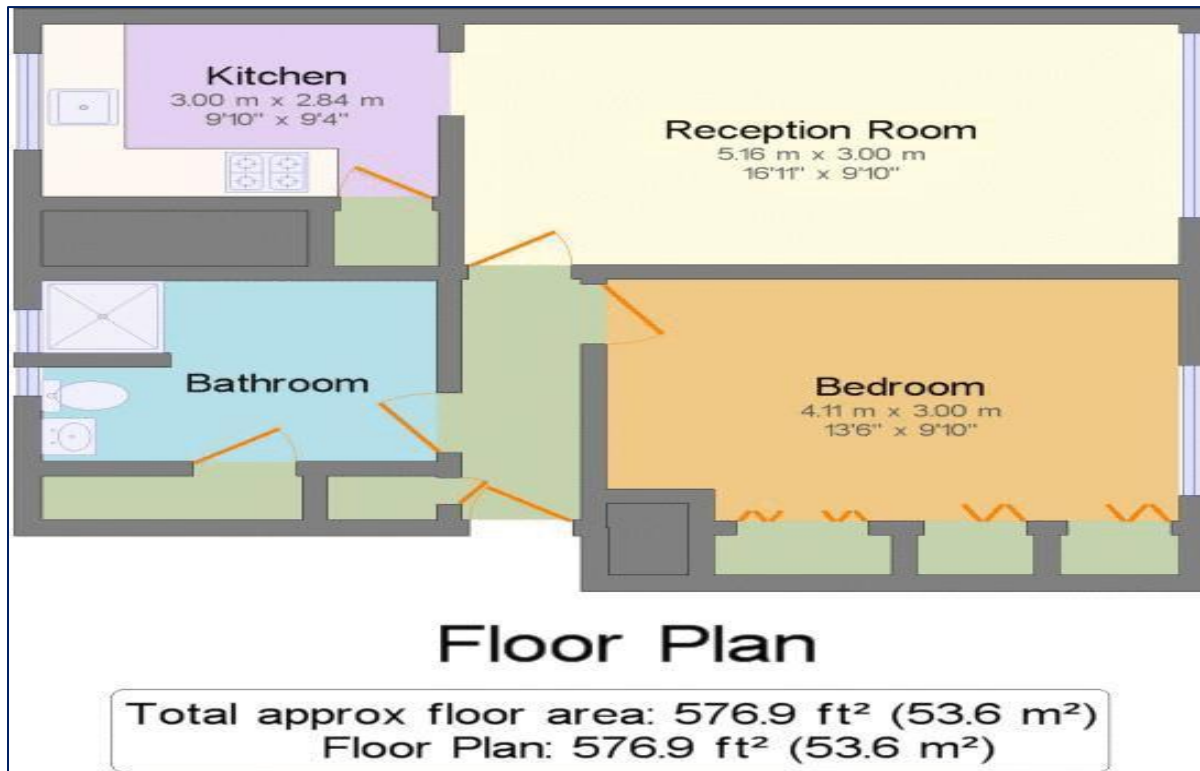 Kitchen
3.00 m x 2.84 m
9'10" x 9'4"
Reception Room
5.16 m x 3.00 m
16'11" x 9'10"
Bathroom
Bedroom
4.11 m x 3.00 m
13'6" x 9'10"
Floor Plan
Total approx floor area: 576.9 ft² (53.6 m²)
Floor Plan: 576.9 ft² (53.6 m²)